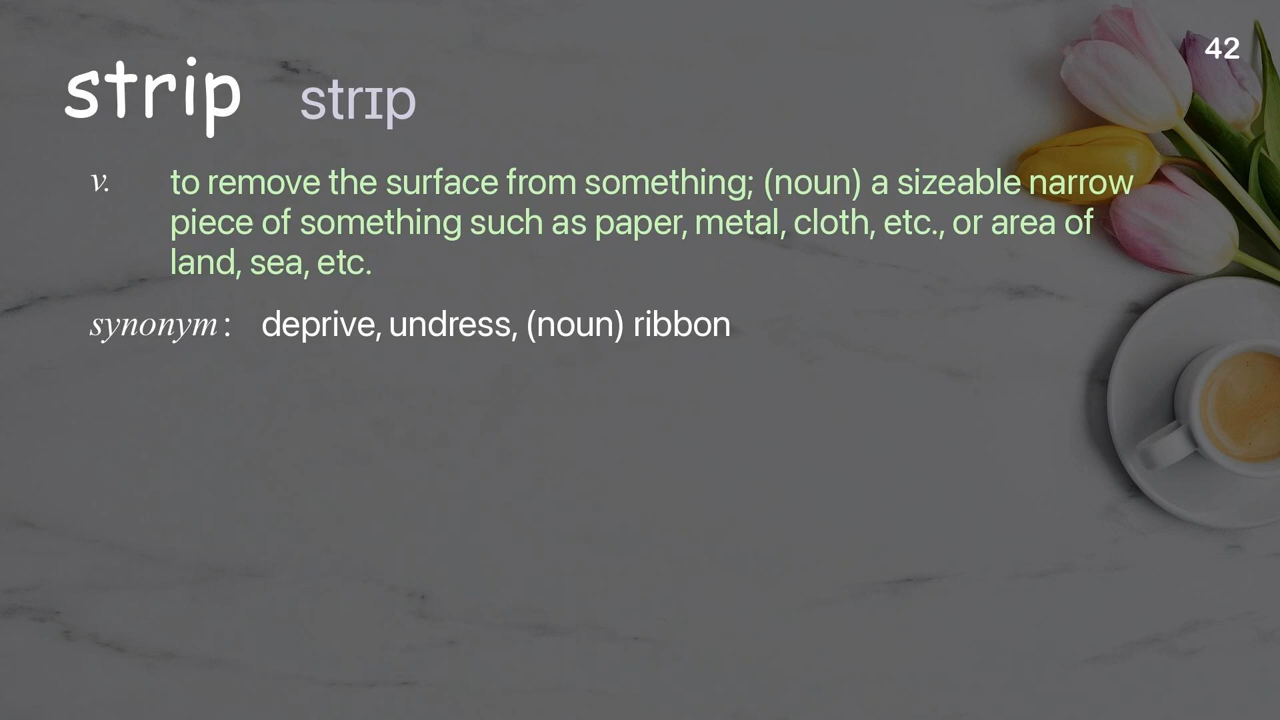 42
strip strɪp
v. to remove the surface from something; (noun) a sizeable narrow
piece of something such as paper, metal, cloth, etc., or area of
land, sea, etc.
synonym : deprive, undress, (noun) ribbon